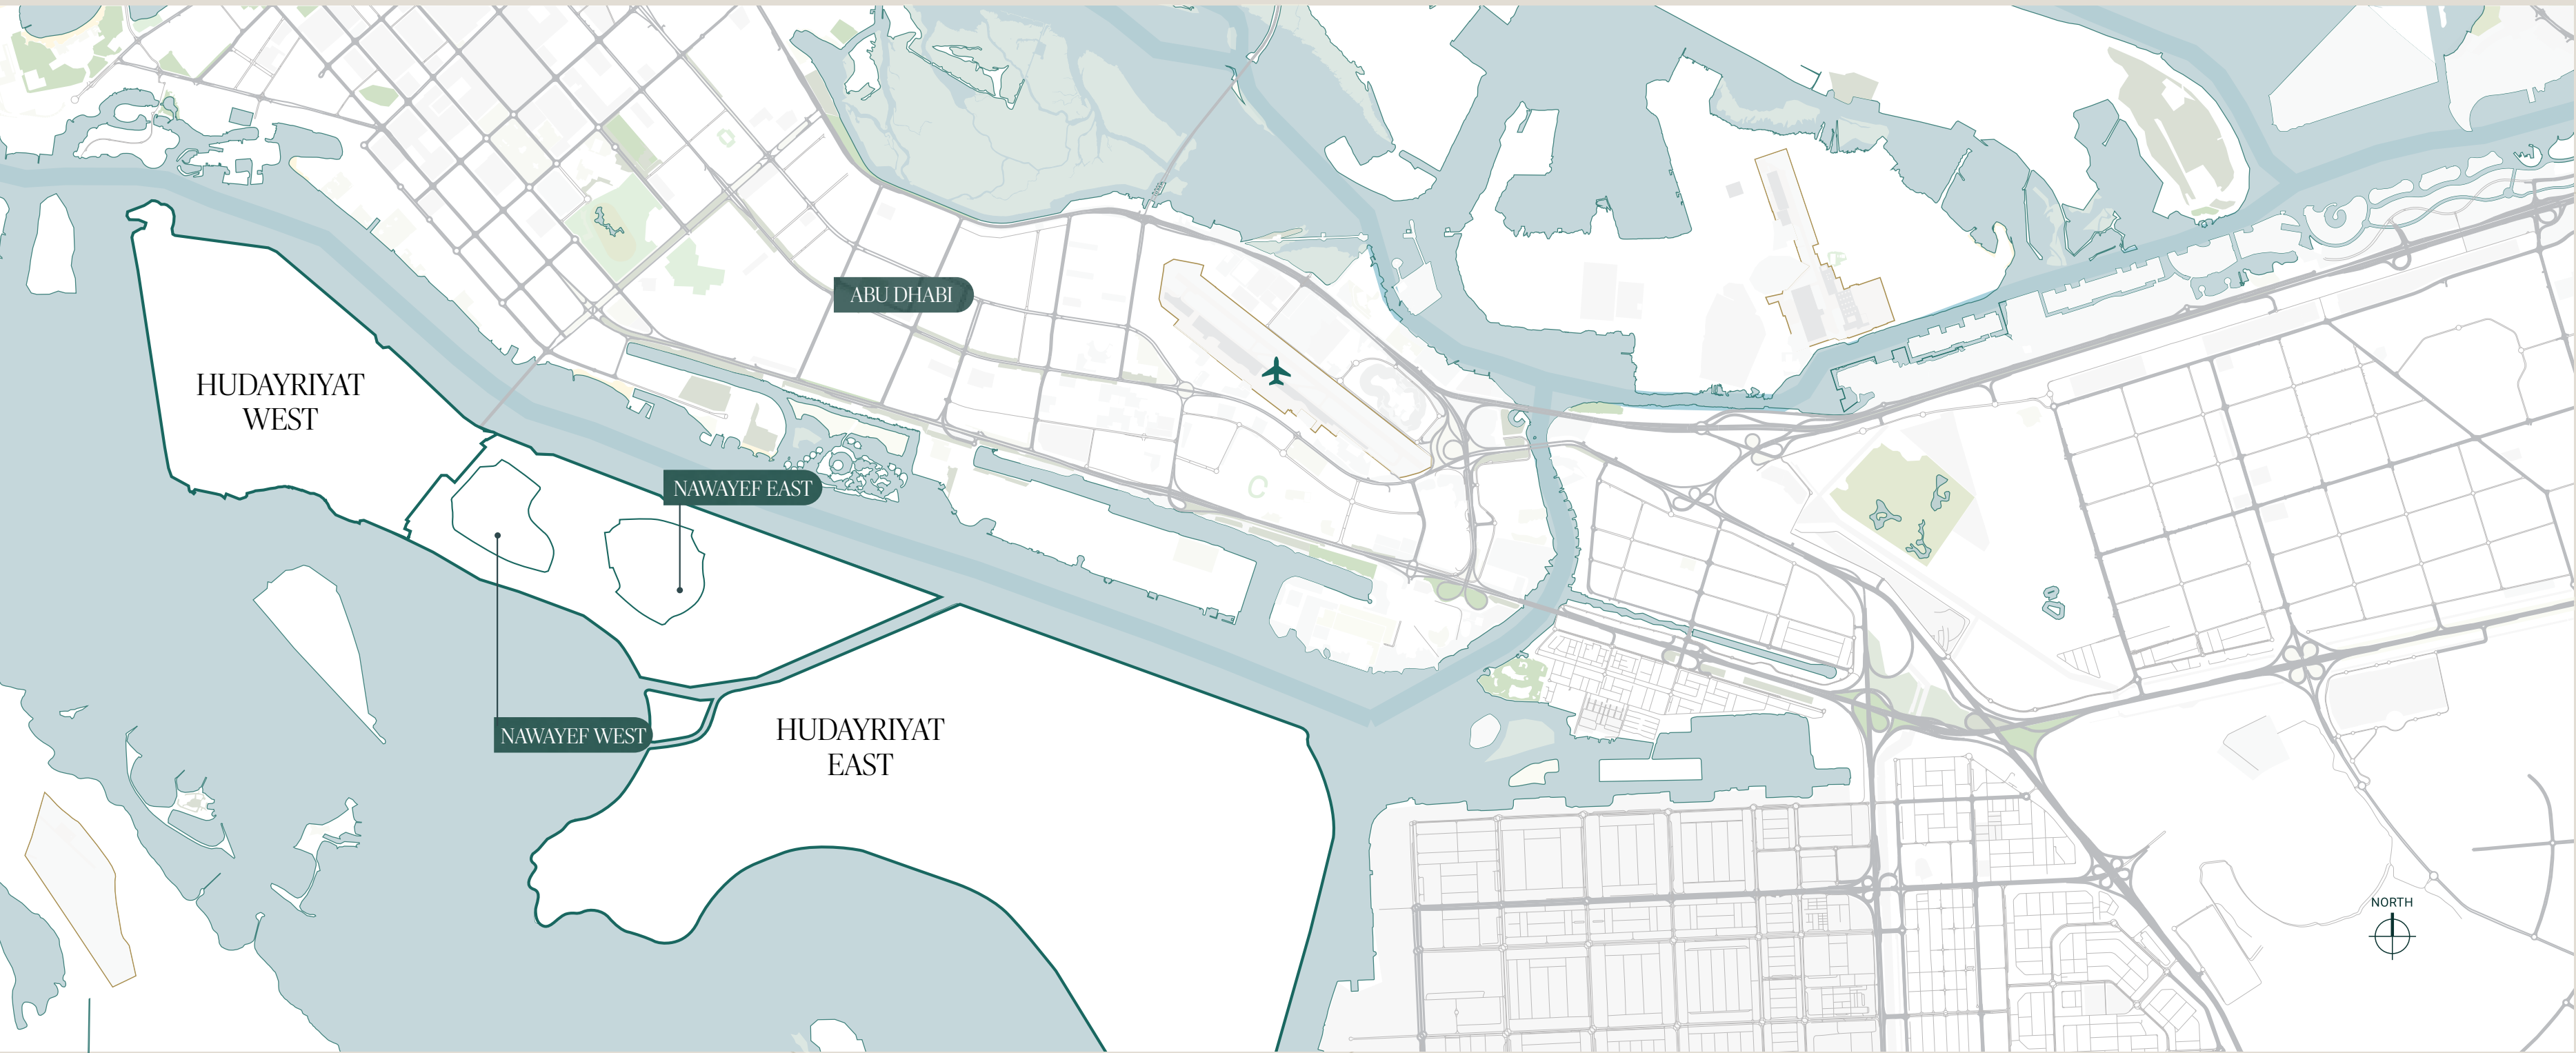 ABU DHABI
HUDAYRIYAT
WEST
NAWAYEF EAST
NAWAYEF WEST
HUDAYRIYAT
EAST
NORTH